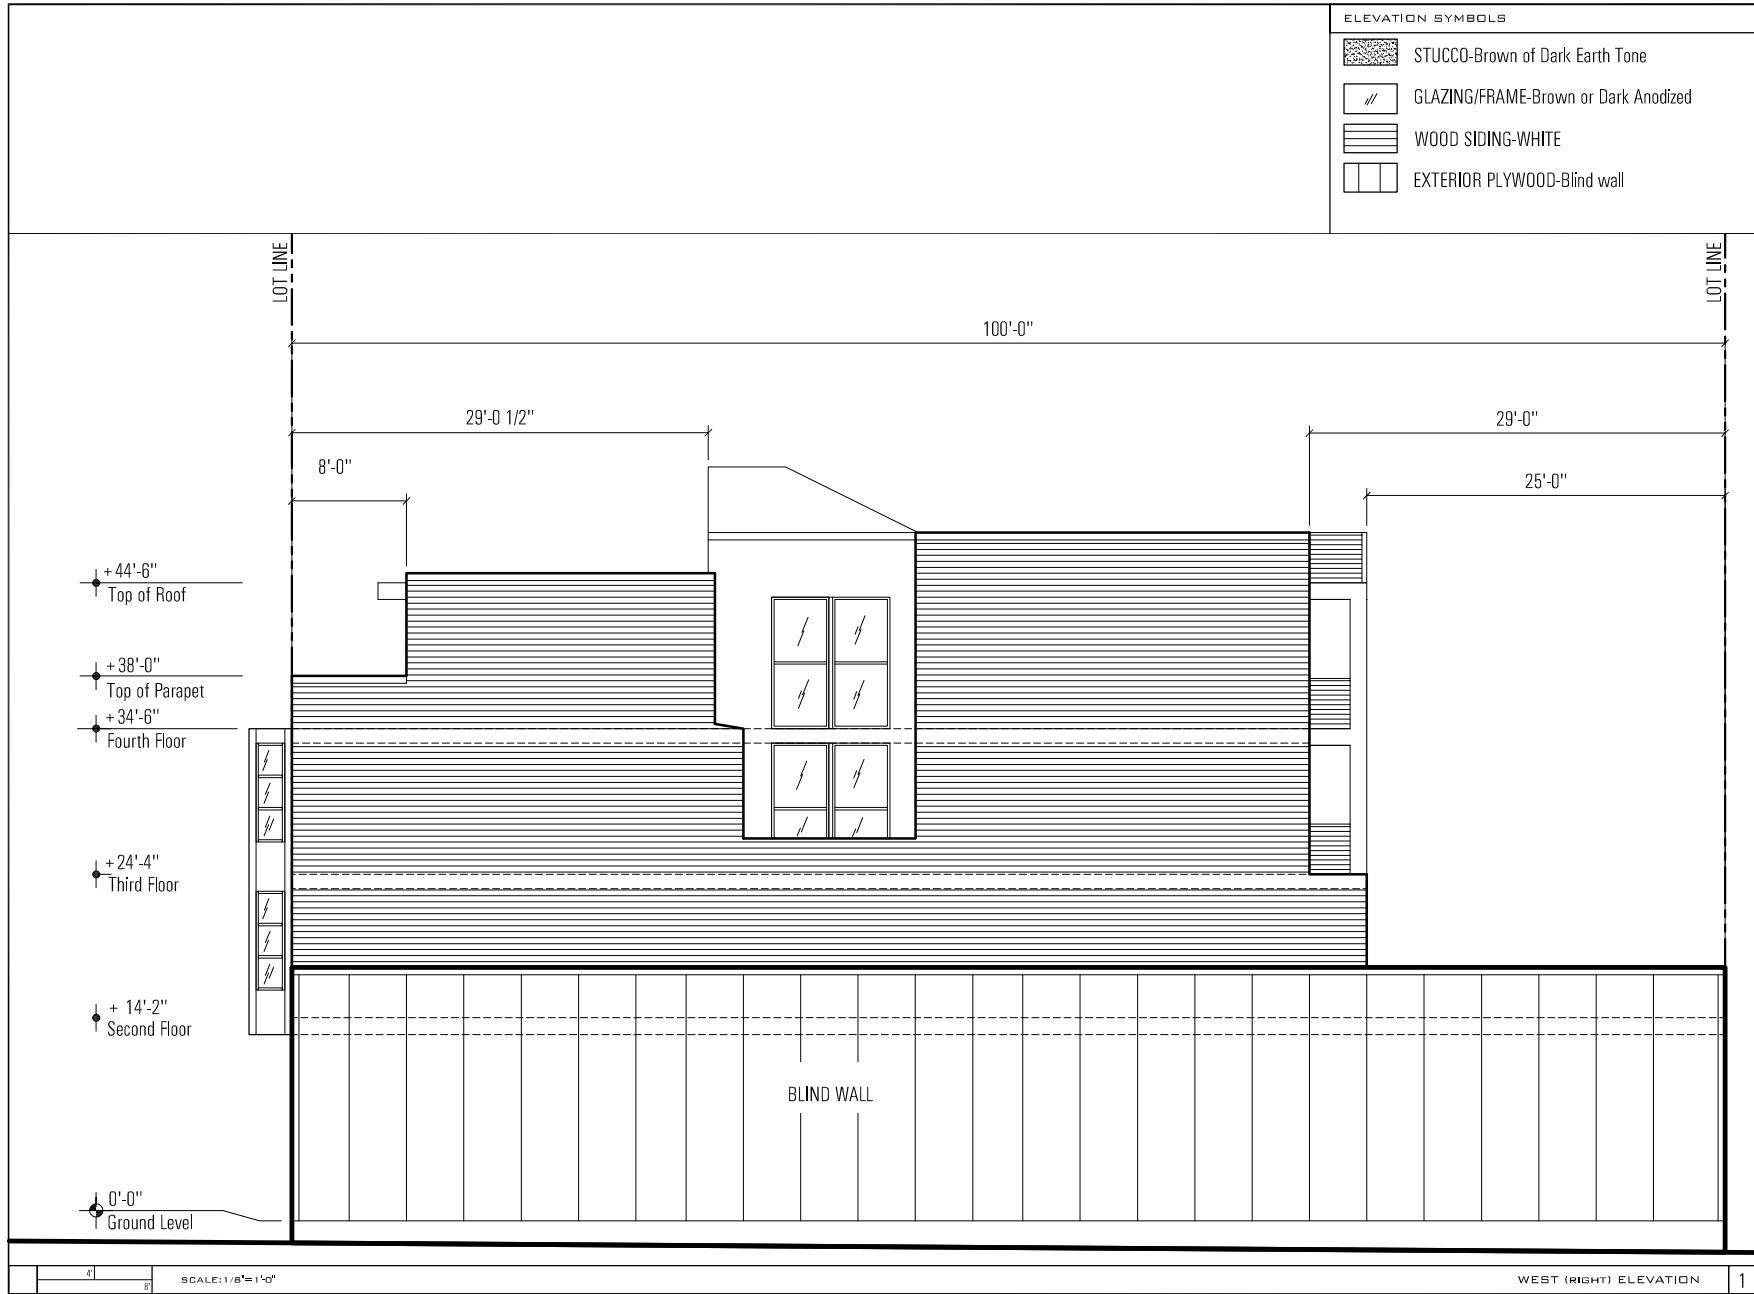 ELEVATION SYMBOLS
STUCCO-Brown of Dark Earth Tone
GLAZING/FRAME-Brown or Dark Anodized
WOOD SIDING-WHITE
EXTERIOR PLYWOOD-Blind wall
LOT LINE
LOT LINE
100'-0"
29'-0 1/2"
29'-0"
8'-0"
25'-0"
+44'-6"
Top of Roof
+38'-0"
Top of Parapet
+34'-6"
Fourth Floor
+24'-4"
Third Floor
+ 14'-2"
Second Floor
BLIND WALL
0'-0"
Ground Level
4'
8'
SCALE:1/8"=1'-0"
WEST (RIGHT) ELEVATION
1